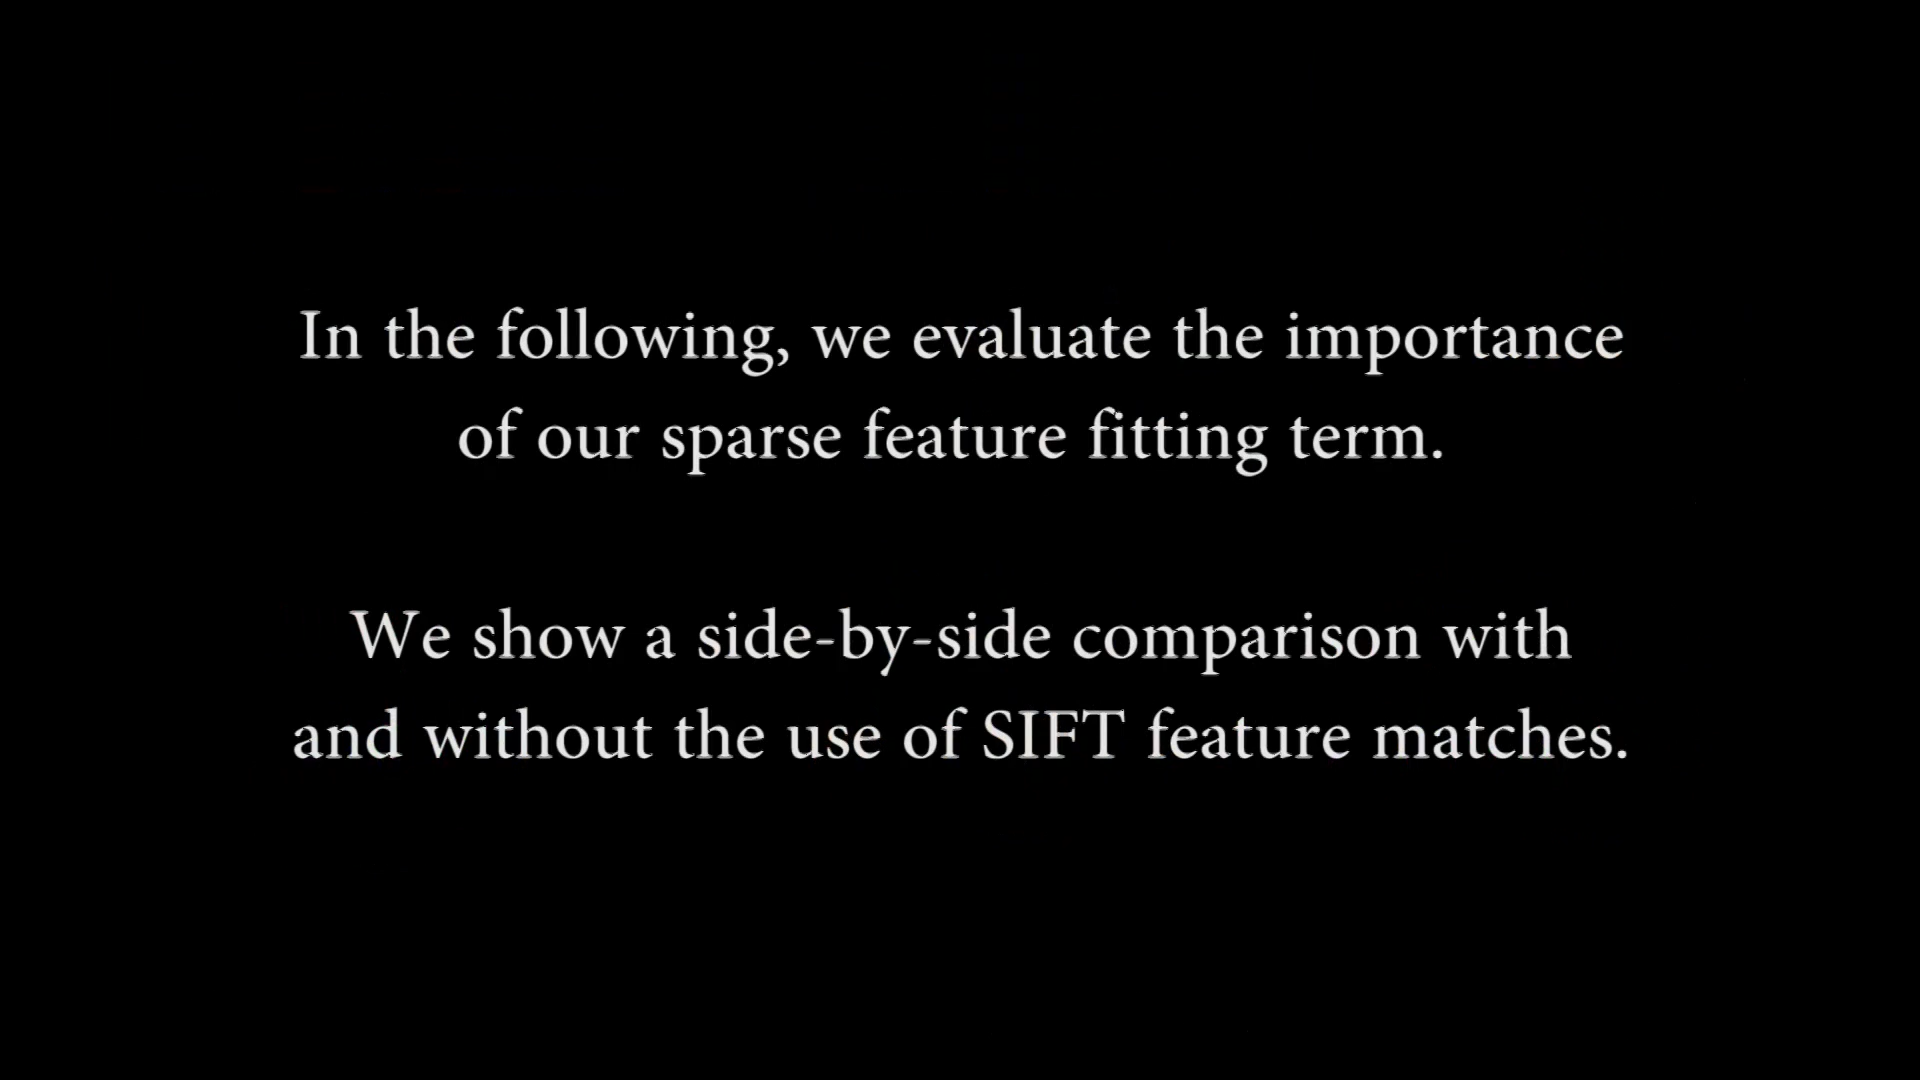 In the following, we evaluate the importance
of our sparse feature fitting term.
We show a side-by-side comparison with
and without the use of SIFT feature matches.